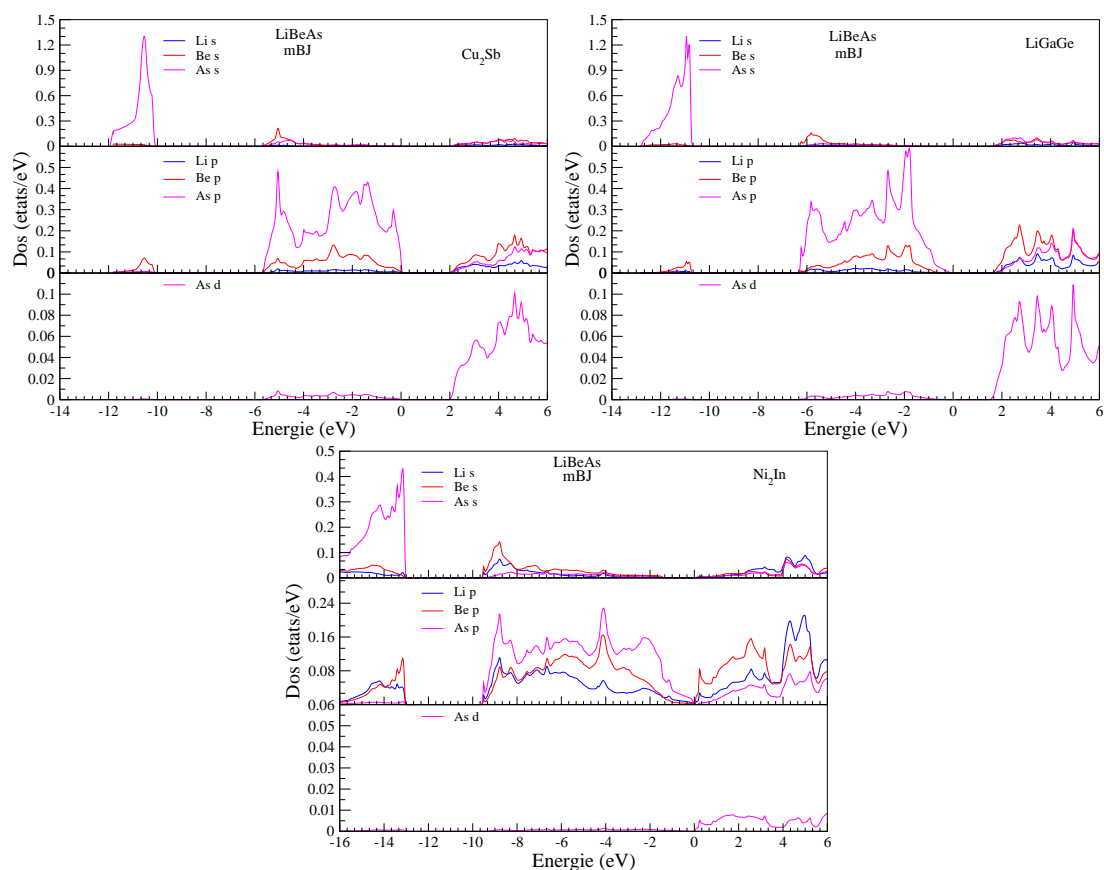 1.5
1.2
0.9
0.6
0.3
0
Li s
Be s
As s
LiBeAs
mBJ
Cu2Sb
0.5
0.4
0.3
0.2
0.1
0
Li p
Be p
As p
Dos (etats/eV)
0.1
0.08
0.06
0.04
0.02
0
As d
-14 -12 -10 -8 -6 -4 -2 0 2 4 6
Energie (eV)
1.5
1.2
0.9
0.6
0.3
0
Li s
Be s
As s
LiBeAs
mBJ
LiGaGe
0.5
0.4
0.3
0.2
0.1
0
Li p
Be p
As p
Dos (etats/eV)
0.1
0.08
0.06
0.04
0.02
0
As d
-14 -12 -10 -8 -6 -4 -2 0 2 4 6
Energie (eV)
0.5
0.4
0.3
0.2
0.1
0
Li s
Be s
As s
LiBeAs
mBJ
Ni2In
0.24
0.16
0.08
Li p
Be p
As p
Dos (etats/eV)
0.06
0.05
0.04
0.03
0.02
0.01
0
As d
-16 -14 -12 -10 -8 -6 -4 -2 0 2 4 6
Energie (eV)